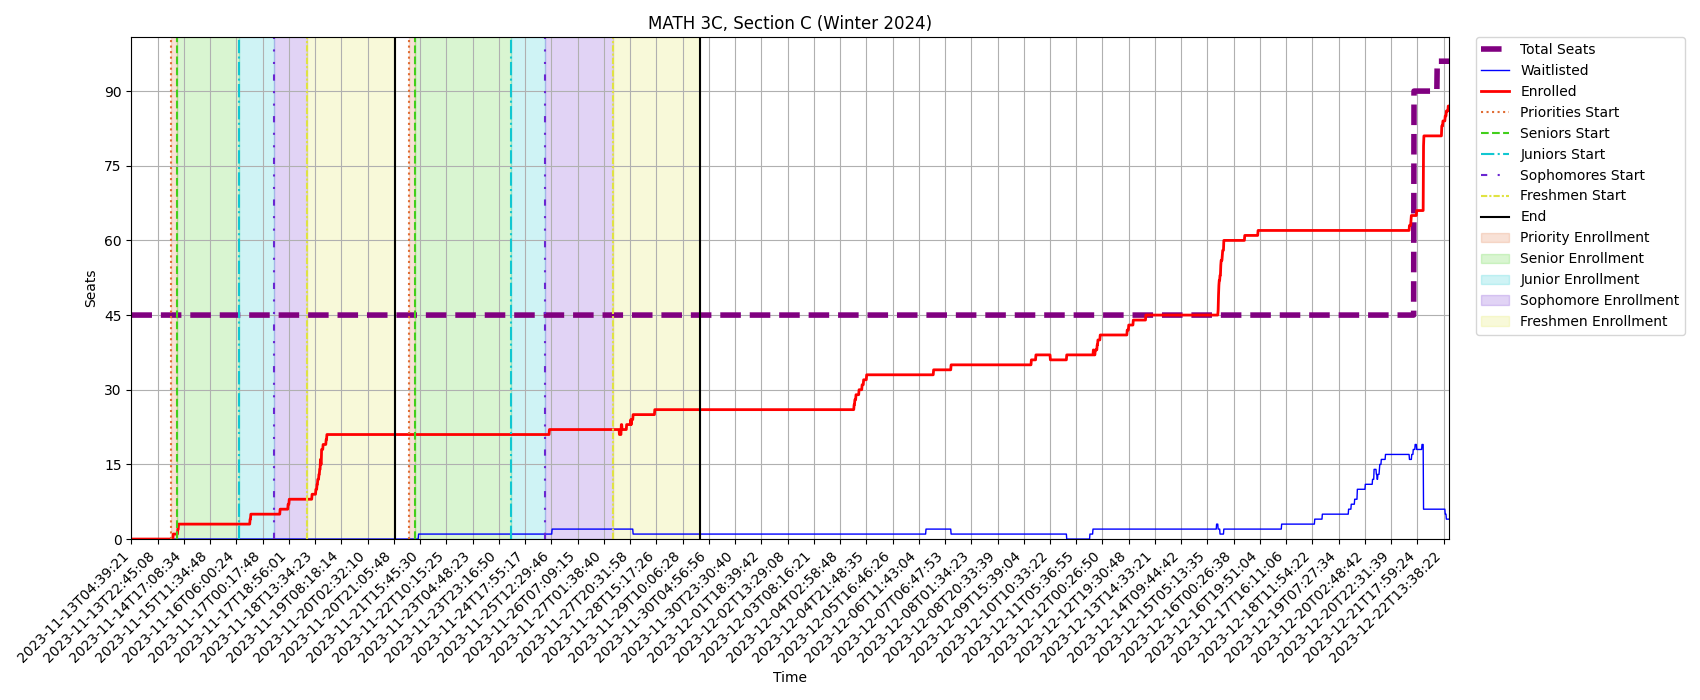 MATH 3C, Section C (Winter 2024)
Seats
90
75
60
45
30
15
0
2023-11-13T04:39:21
2023-11-13T22:45:08
2023-11-14T17:08:34
2023-11-15T11:34:48
2023-11-16T06:00:24
2023-11-17T00:17:48
2023-11-17T18:56:01
2023-11-18T13:34:23
2023-11-19T08:18:14
2023-11-20T02:32:10
2023-11-20T21:05:48
2023-11-21T15:45:30
2023-11-22T10:15:25
2023-11-23T04:48:23
2023-11-23T23:16:50
2023-11-24T17:55:17
2023-11-25T12:29:46
2023-11-26T07:09:15
2023-11-27T01:38:40
2023-11-27T20:31:58
2023-11-28T15:17:26
2023-11-29T10:06:28
2023-11-30T04:56:56
2023-11-30T23:30:40
2023-12-01T18:39:42
2023-12-02T13:29:08
2023-12-03T08:16:21
2023-12-04T02:58:48
2023-12-04T21:48:35
2023-12-05T16:46:26
2023-12-06T11:43:04
2023-12-07T06:47:53
2023-12-08T01:34:23
2023-12-08T20:33:39
2023-12-09T15:39:04
2023-12-10T10:33:22
2023-12-11T05:36:55
2023-12-12T00:26:50
2023-12-12T19:30:48
2023-12-13T14:33:21
2023-12-14T09:44:42
2023-12-15T05:13:35
2023-12-16T00:26:38
2023-12-16T19:51:04
2023-12-17T16:11:06
2023-12-18T11:54:22
2023-12-19T07:27:34
2023-12-20T02:48:42
2023-12-20T22:31:39
2023-12-21T17:59:24
2023-12-22T13:38:22
Time
Total Seats
Waitlisted
Enrolled
Priorities Start
Seniors Start
Juniors Start
Sophomores Start
Freshmen Start
End
Priority Enrollment
Senior Enrollment
Junior Enrollment
Sophomore Enrollment
Freshmen Enrollment